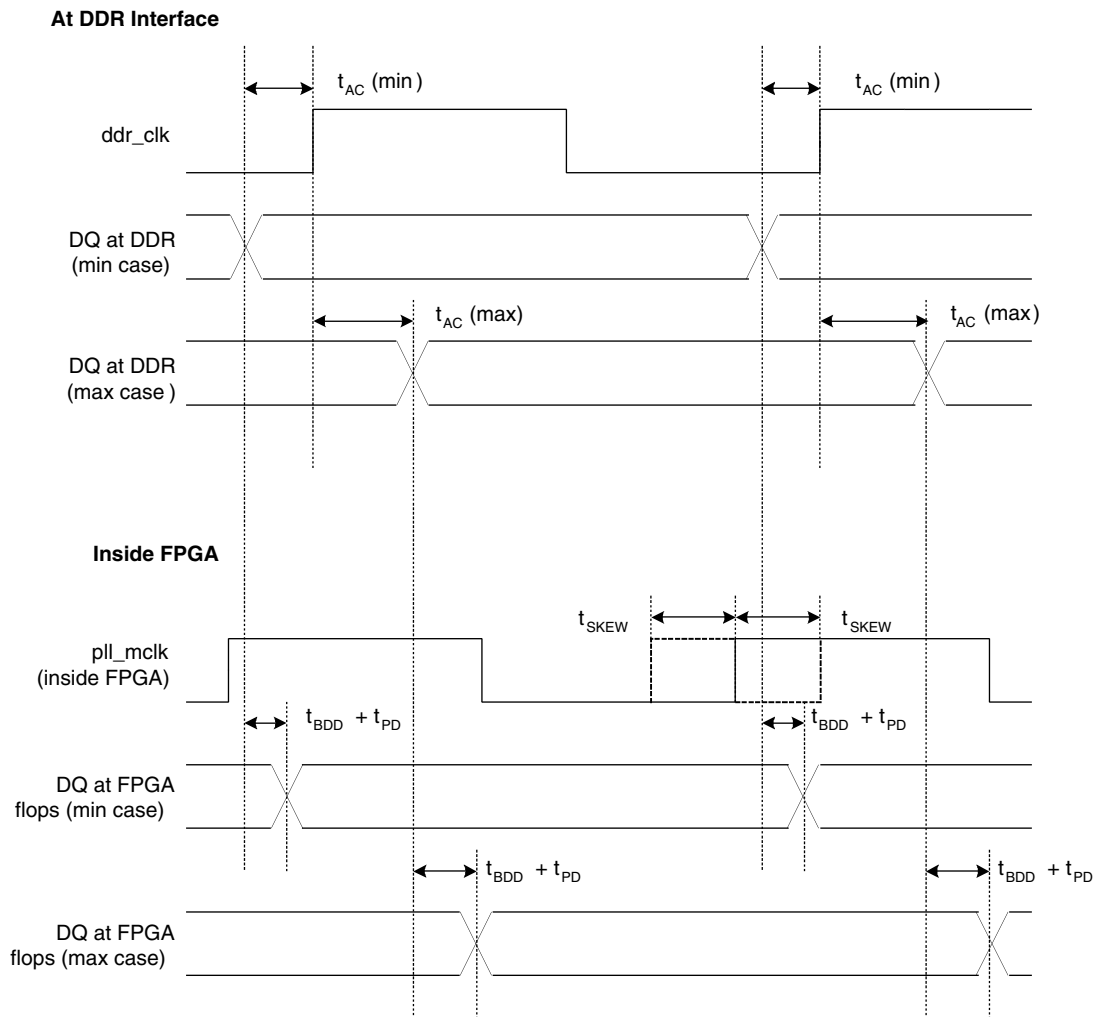 At DDR Interface
t_AC (min)
t_AC (min)
ddr_clk
DQ at DDR
(min case)
t_AC (max)
t_AC (max)
DQ at DDR
(max case )
Inside FPGA
t_SKEW
t_SKEW
pll_mclk
(inside FPGA)
t_BDD + t_PD
t_BDD + t_PD
DQ at FPGA
flops (min case)
t_BDD + t_PD
t_BDD + t_PD
DQ at FPGA
flops (max case)